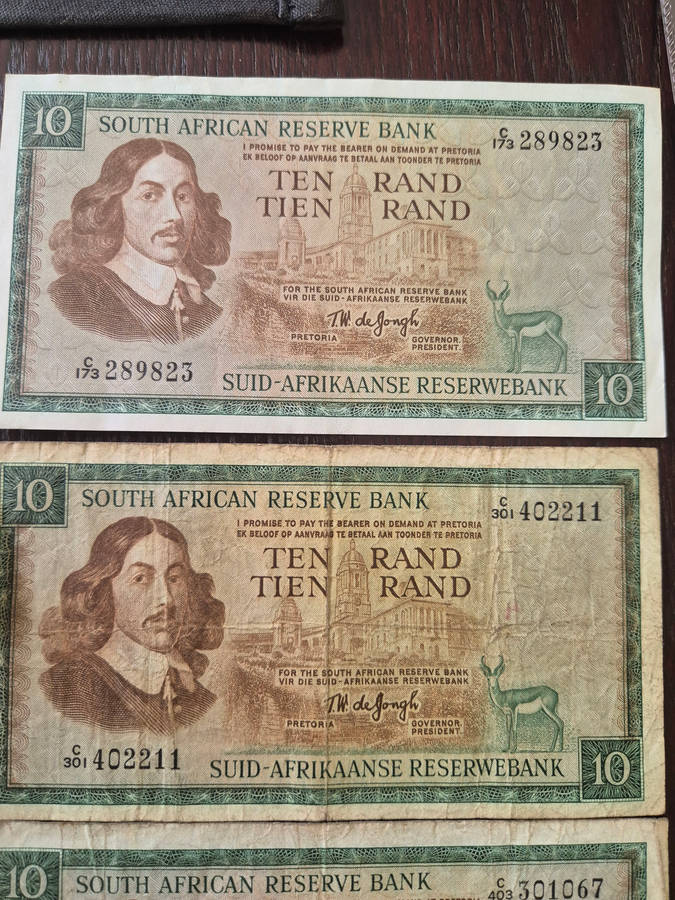 10
SOUTH AFRICAN RESERVE BANK
C/173 289823
I PROMISE TO PAY THE BEARER ON DEMAND AT PRETORIA
EK BELOOF OP AANVRAAG TE BETAAL AAN TOONDER TE PRETORIA
TEN RAND
TIEN RAND
FOR THE SOUTH AFRICAN RESERVE BANK
VIR DIE SUID-AFRIKAANSE RESERWEBANK
T.W. de Jongh
PRETORIA
GOVERNOR.
PRESIDENT.
C/173 289823
SUID-AFRIKAANSE RESERWEBANK
10
10
SOUTH AFRICAN RESERVE BANK
C/301 402211
I PROMISE TO PAY THE BEARER ON DEMAND AT PRETORIA
EK BELOOF OP AANVRAAG TE BETAAL AAN TOONDER TE PRETORIA
TEN RAND
TIEN RAND
FOR THE SOUTH AFRICAN RESERVE BANK
VIR DIE SUID-AFRIKAANSE RESERWEBANK
T.W. de Jongh
PRETORIA
GOVERNOR.
PRESIDENT.
C/301 402211
SUID-AFRIKAANSE RESERWEBANK
10
10
SOUTH AFRICAN RESERVE BANK
C/403 301067